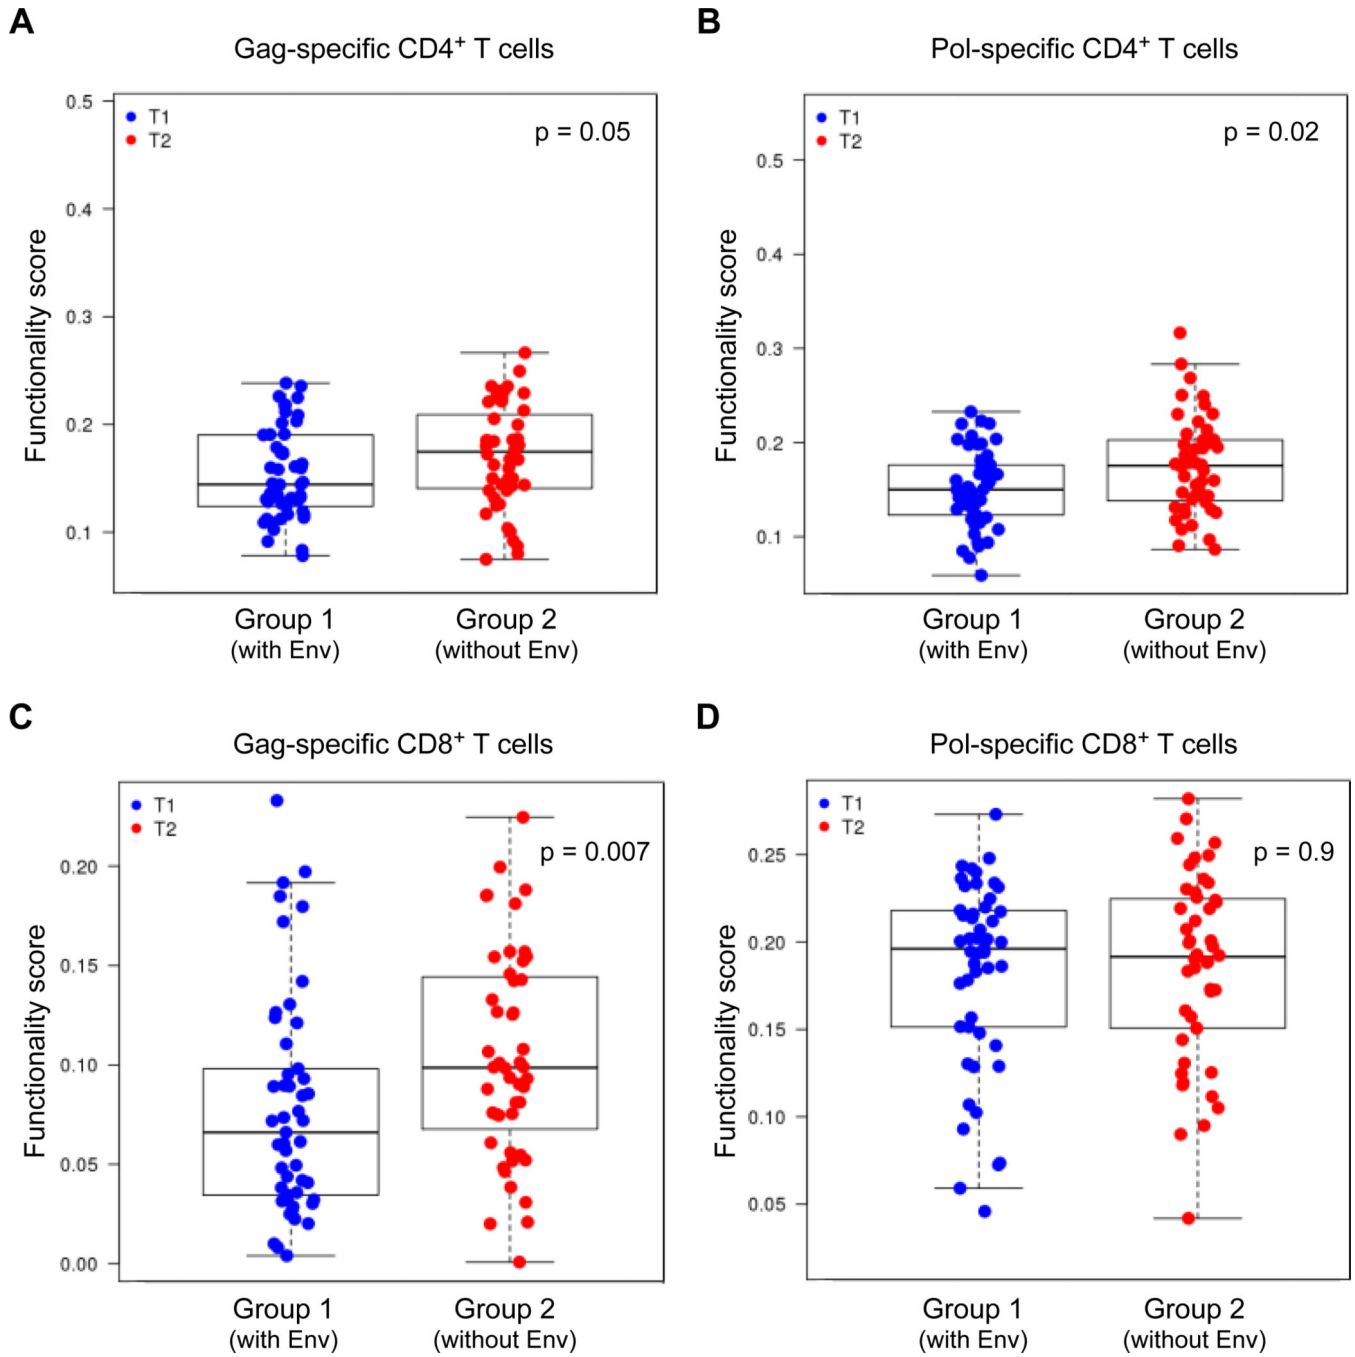 A
Gag-specific CD4⁺ T cells
T1
T2
p = 0.05
0.5
0.4
0.3
0.2
0.1
Functionality score
Group 1
(with Env)
Group 2
(without Env)
B
Pol-specific CD4⁺ T cells
T1
T2
p = 0.02
0.5
0.4
0.3
0.2
0.1
Functionality score
Group 1
(with Env)
Group 2
(without Env)
C
Gag-specific CD8⁺ T cells
T1
T2
p = 0.007
0.20
0.15
0.10
0.05
0.00
Functionality score
Group 1
(with Env)
Group 2
(without Env)
D
Pol-specific CD8⁺ T cells
T1
T2
p = 0.9
0.25
0.20
0.15
0.10
0.05
Functionality score
Group 1
(with Env)
Group 2
(without Env)